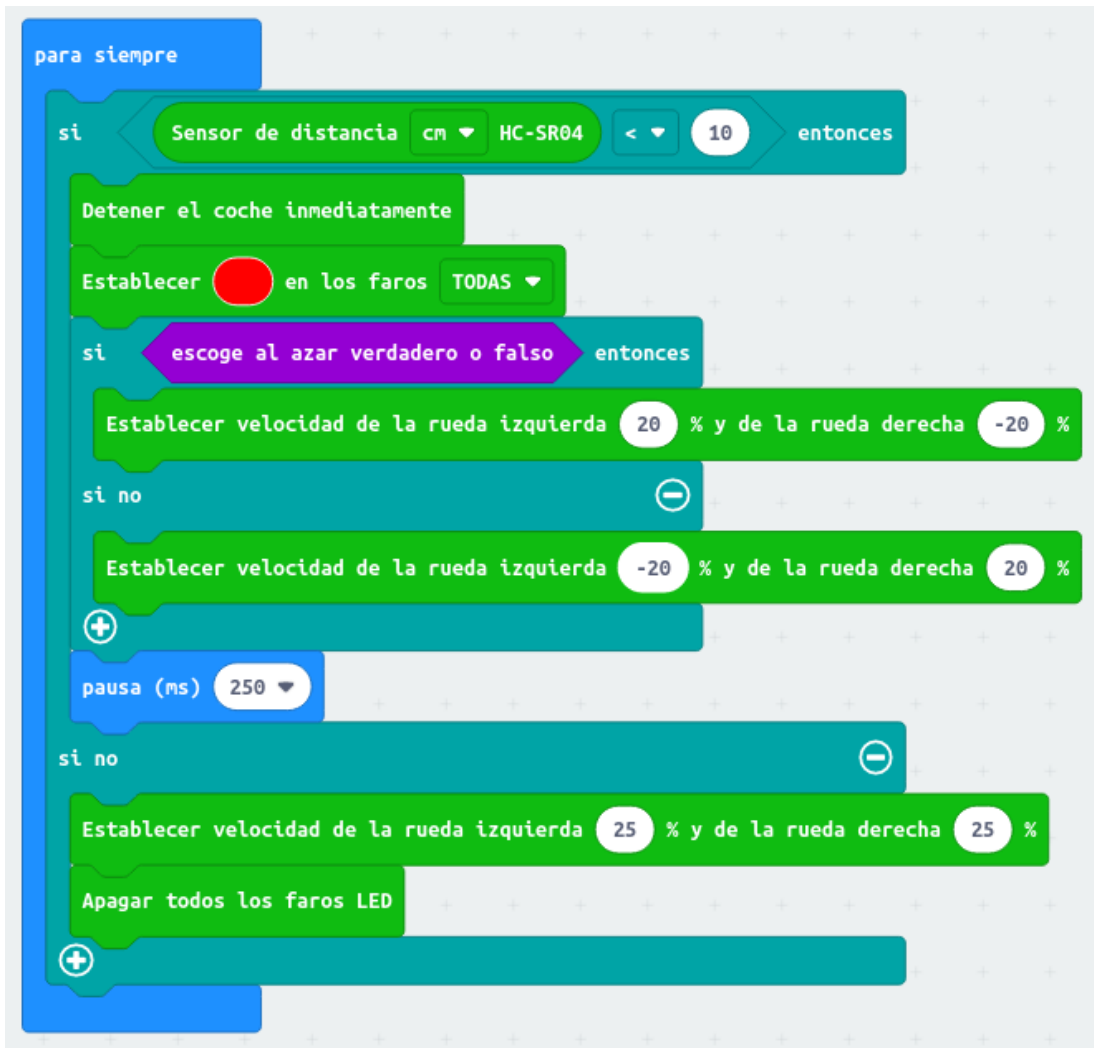 para siempre
si Sensor de distancia cm HC-SR04 < 10 entonces
Detener el coche inmediatamente
Establecer en los faros TODAS
si escoge al azar verdadero o falso entonces
Establecer velocidad de la rueda izquierda 20 % y de la rueda derecha -20 %
si no
Establecer velocidad de la rueda izquierda -20 % y de la rueda derecha 20 %
pausa (ms) 250
si no
Establecer velocidad de la rueda izquierda 25 % y de la rueda derecha 25 %
Apagar todos los faros LED